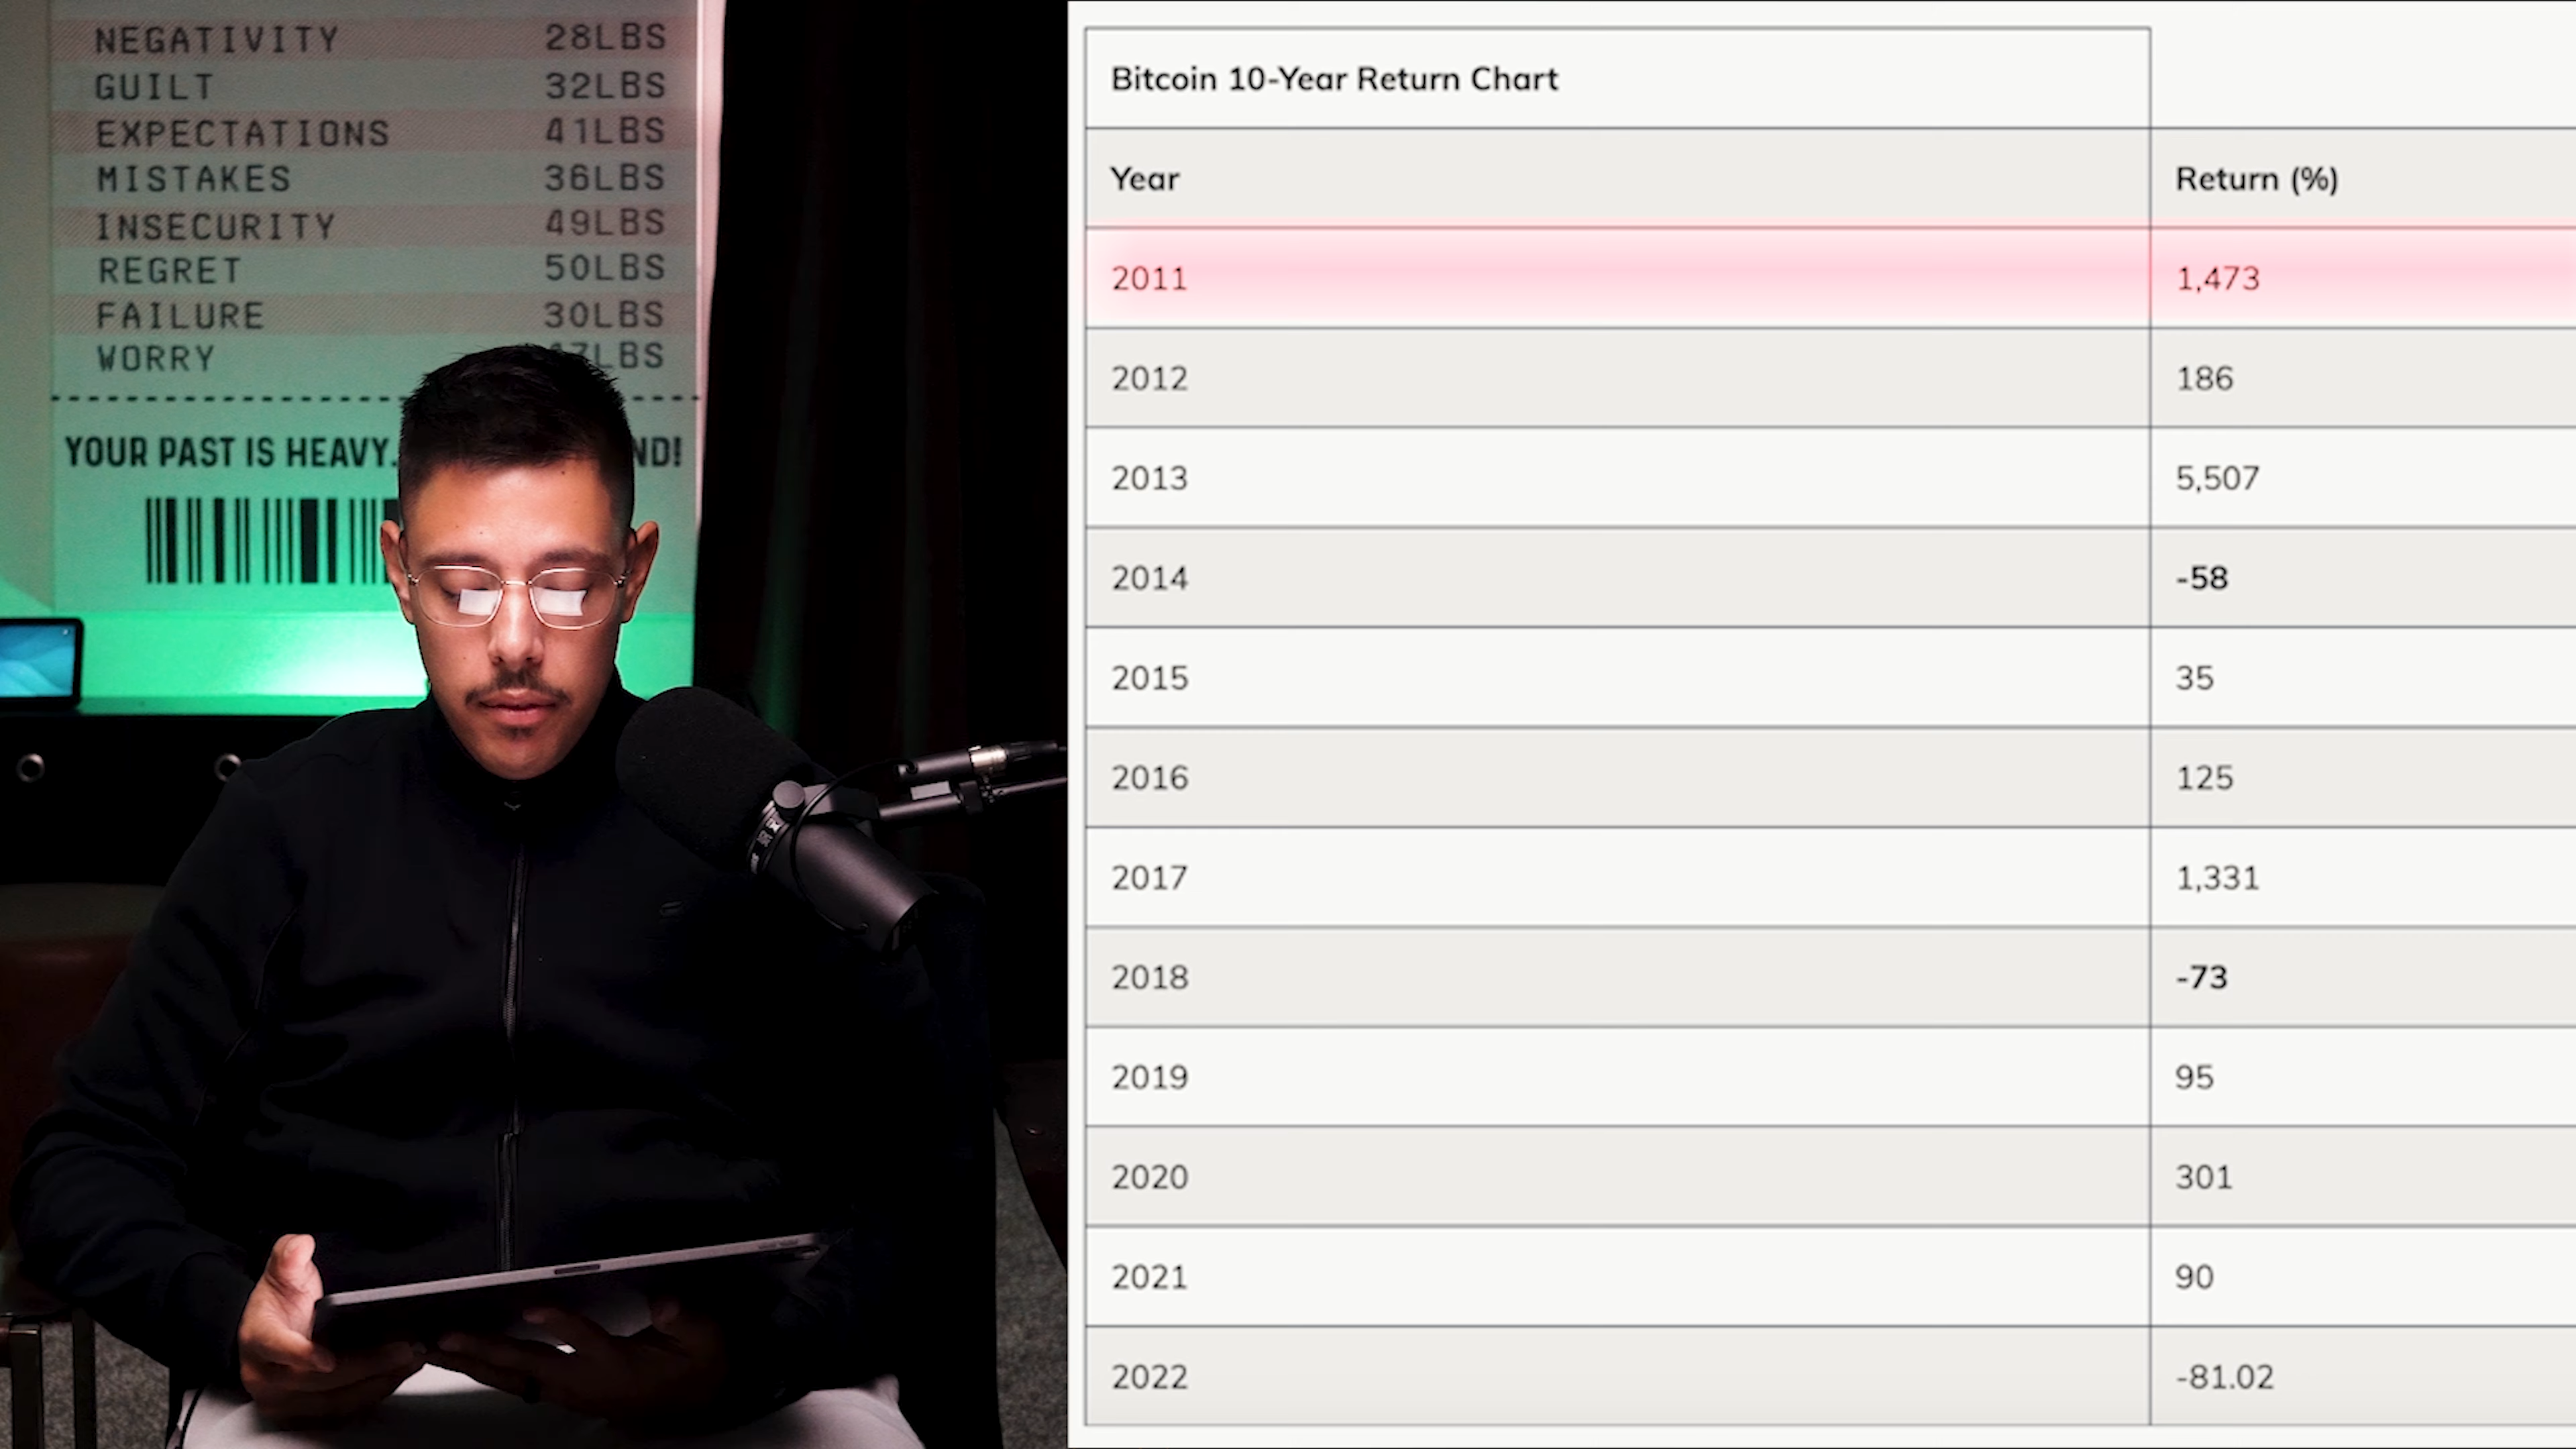 NEGATIVITY 28LBS
GUILT 32LBS
EXPECTATIONS 41LBS
MISTAKES 36LBS
INSECURITY 49LBS
REGRET 50LBS
FAILURE 30LBS
WORRY LBS
YOUR PAST IS HEAVY.
Bitcoin 10-Year Return Chart
Year Return (%)
2011 1,473
2012 186
2013 5,507
2014 -58
2015 35
2016 125
2017 1,331
2018 -73
2019 95
2020 301
2021 90
2022 -81.02